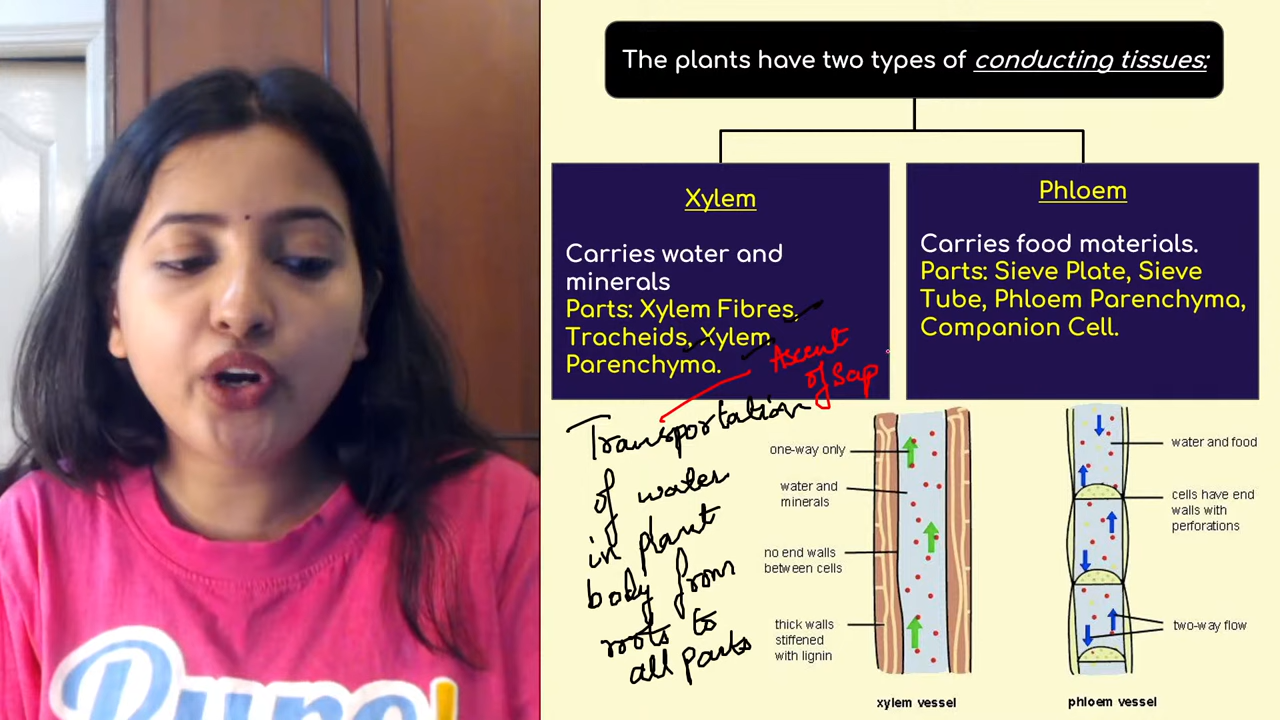 The plants have two types of conducting tissues:
Xylem
Carries water and
minerals
Parts: Xylem Fibres,
Tracheids, Xylem
Parenchyma.
Phloem
Carries food materials.
Parts: Sieve Plate, Sieve
Tube, Phloem Parenchyma,
Companion Cell.
Ascent
of Sap
Transportation
of water
in plant
body from
roots to
all parts
one-way only
water and
minerals
no end walls
between cells
thick walls
stiffened
with lignin
xylem vessel
water and food
cells have end
walls with
perforations
two-way flow
phloem vessel